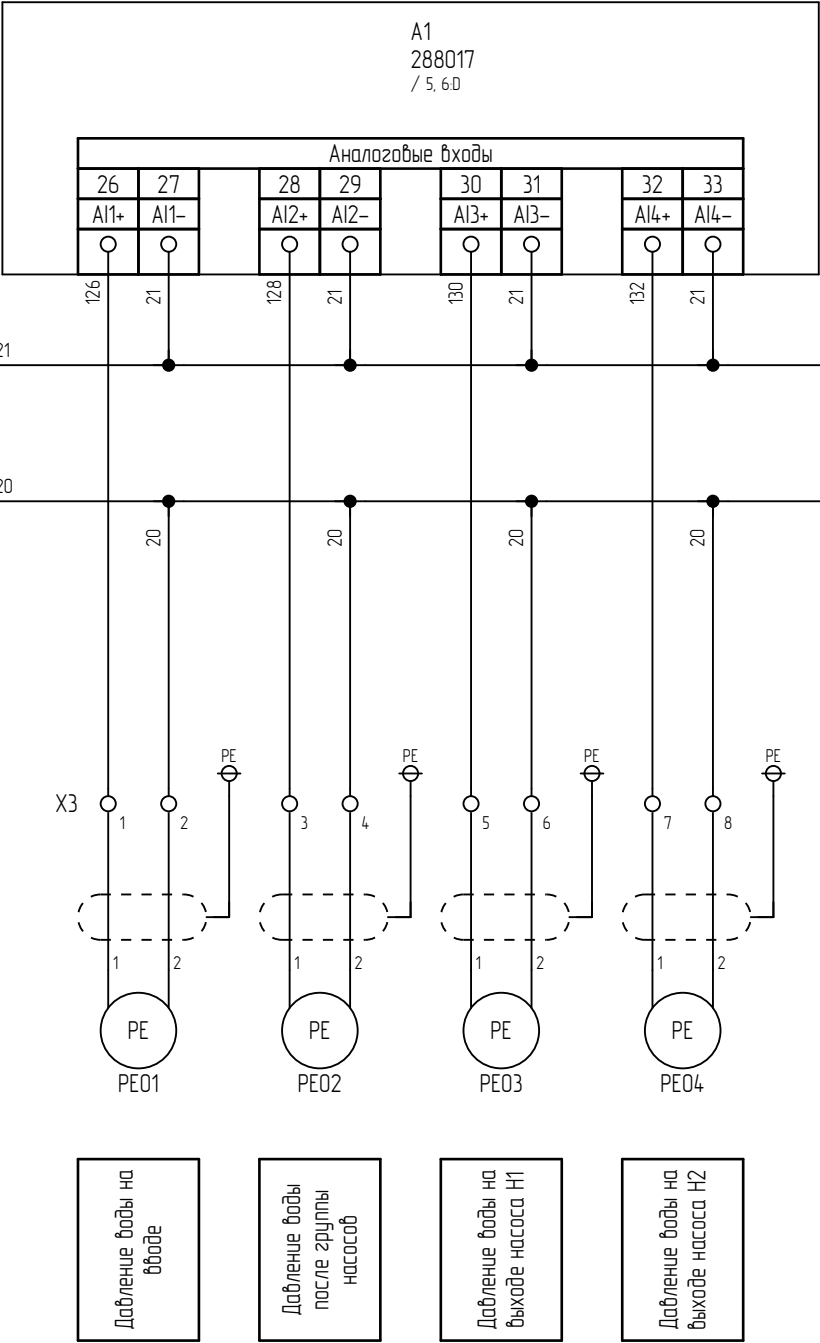 A1
288017
/ 5, 6:D
Аналоговые входы
26 27 28 29 30 31 32 33
AI1+ AI1- AI2+ AI2- AI3+ AI3- AI4+ AI4-
126 21 128 21 130 21 132 21
21
20
20 20 20 20
PE PE PE PE
X3 1 2 3 4 5 6 7 8
1 2 1 2 1 2 1 2
PE PE PE PE
PE01 PE02 PE03 PE04
Давление воды на
вводе
Давление воды
после группы
насосов
Давление воды на
выходе насоса Н1
Давление воды на
выходе насоса Н2